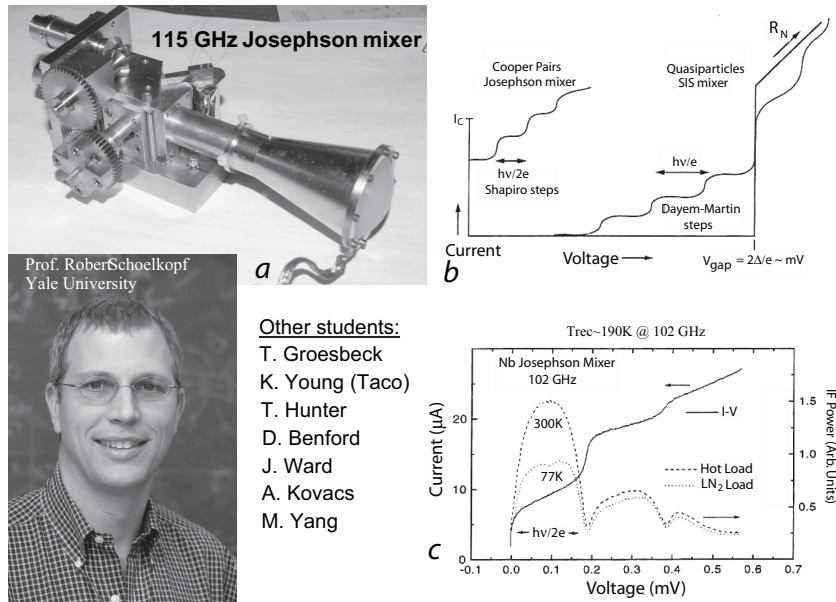 115 GHz Josephson mixer
a
Prof. RobertSchoelkopf
Yale University
Other students:
T. Groesbeck
K. Young (Taco)
T. Hunter
D. Benford
J. Ward
A. Kovacs
M. Yang
Cooper Pairs
Josephson mixer
Quasiparticles
SIS mixer
R_N
I_C
hν/2e
Shapiro steps
hν/e
Dayem-Martin
steps
Current
Voltage
V_gap = 2Δ/e ~ mV
b
Trec~190K @ 102 GHz
Nb Josephson Mixer
102 GHz
300K
77K
I-V
Hot Load
LN₂ Load
hν/2e
Current (μA)
20
10
0
IF Power (Arb. Units)
1.5
1.0
0.5
-0.1 0.0 0.1 0.2 0.3 0.4 0.5 0.6 0.7
Voltage (mV)
c